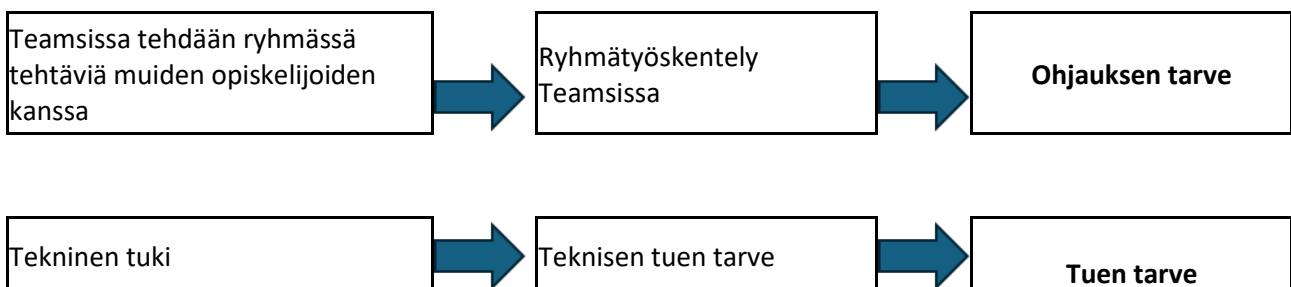 Teamsissa tehdään ryhmässä
tehtäviä muiden opiskelijoiden
kanssa
Ryhmätyöskentely
Teamsissa
Ohjauksen tarve
Tekninen tuki
Teknisen tuen tarve
Tuen tarve